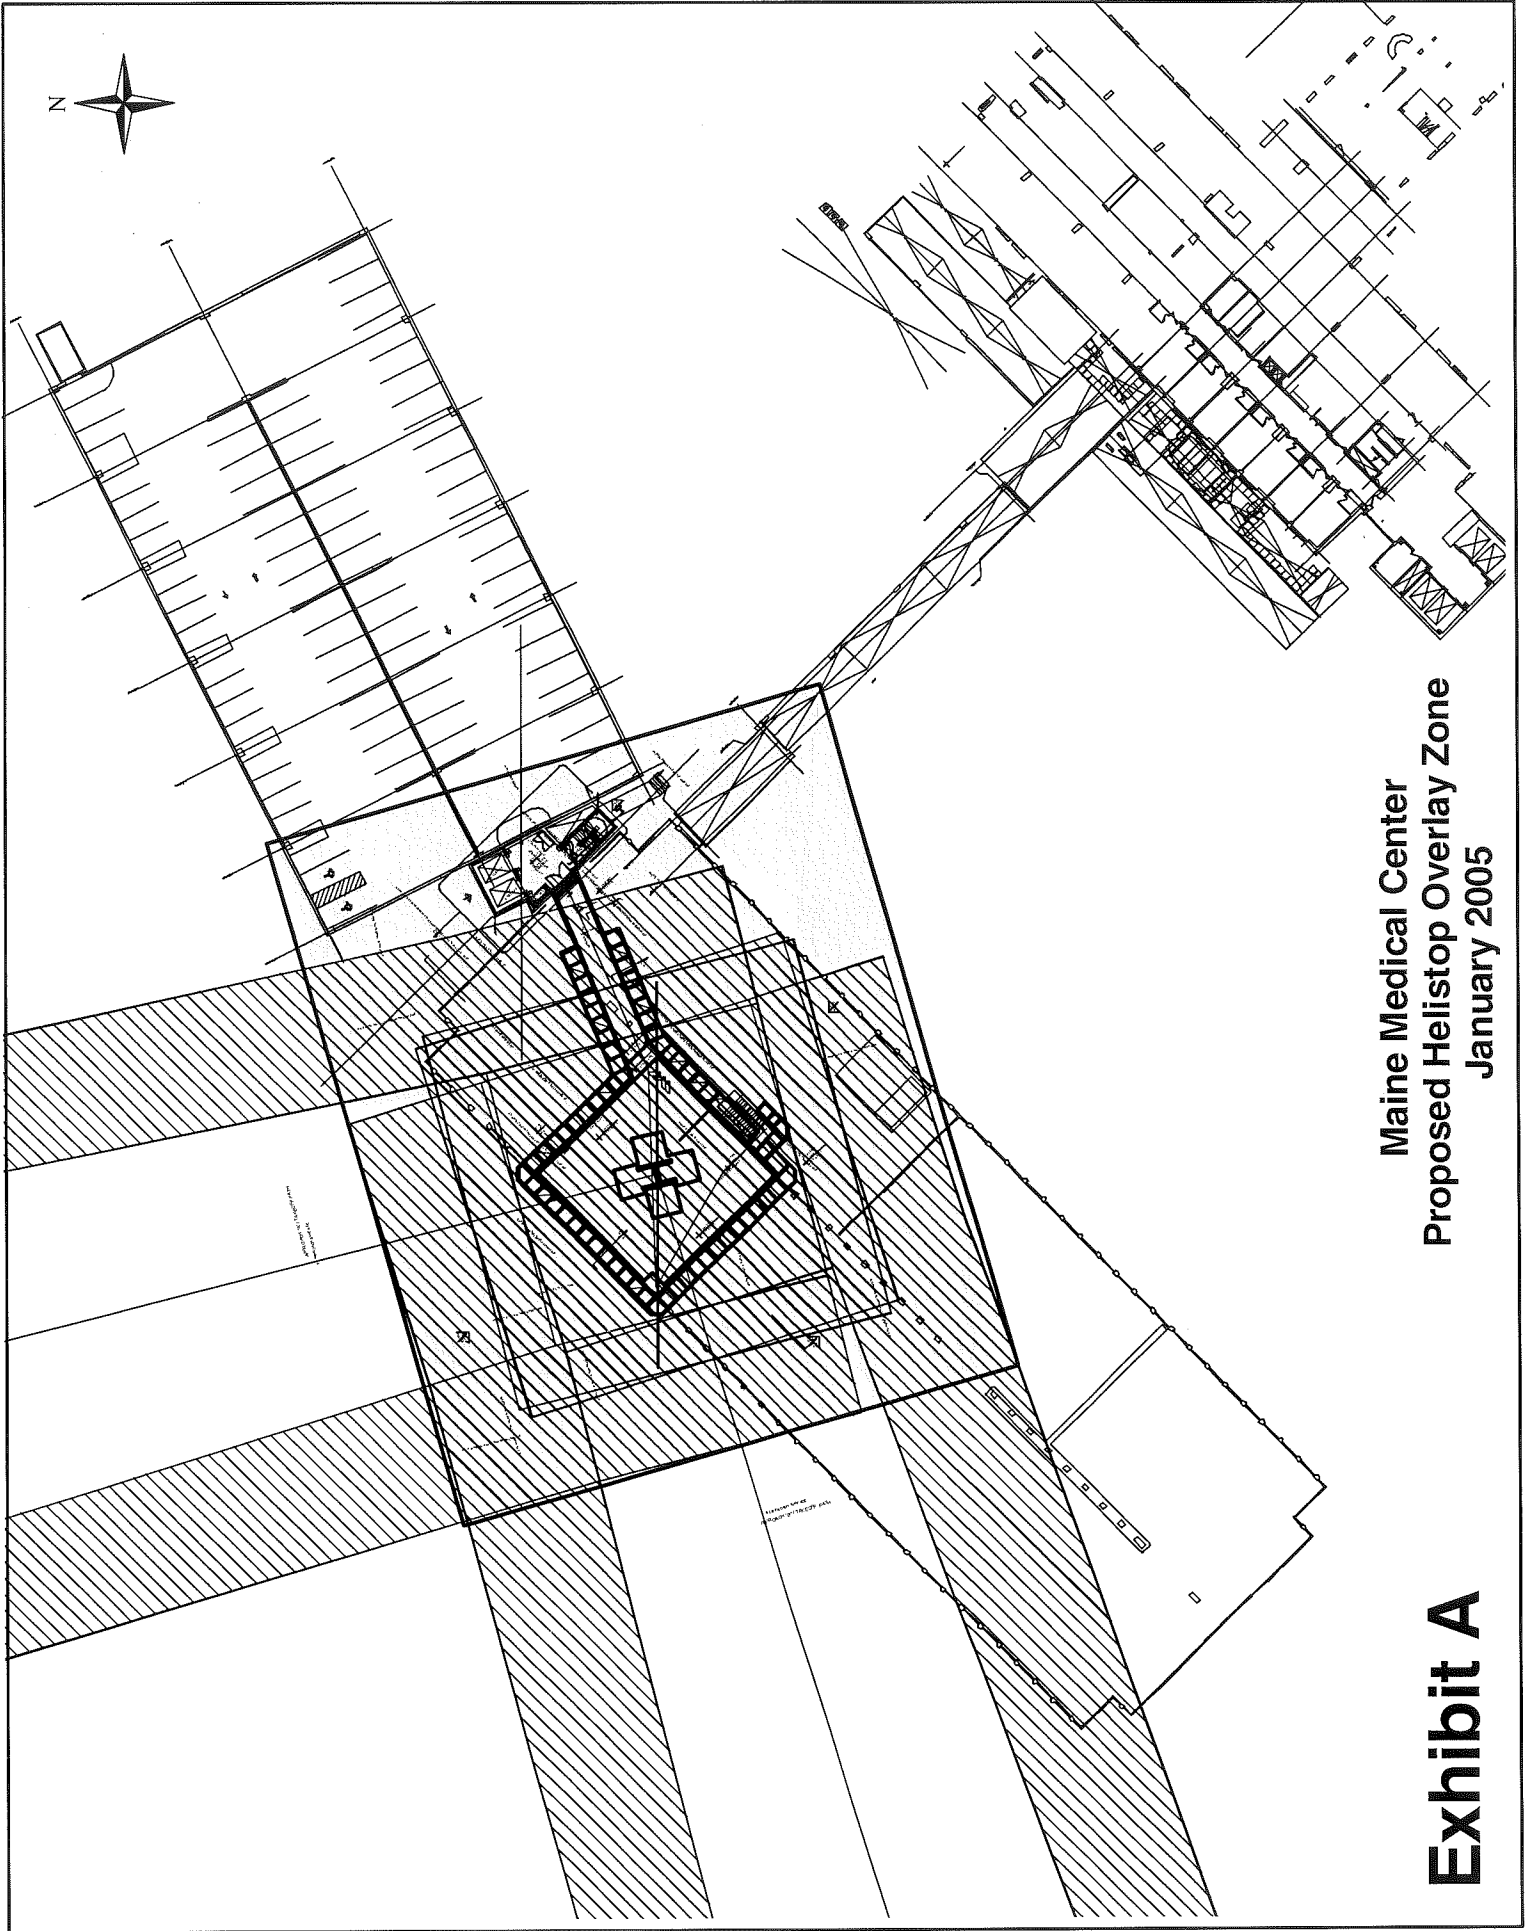 N
Maine Medical Center
Proposed Helistop Overlay Zone
January 2005
Exhibit A